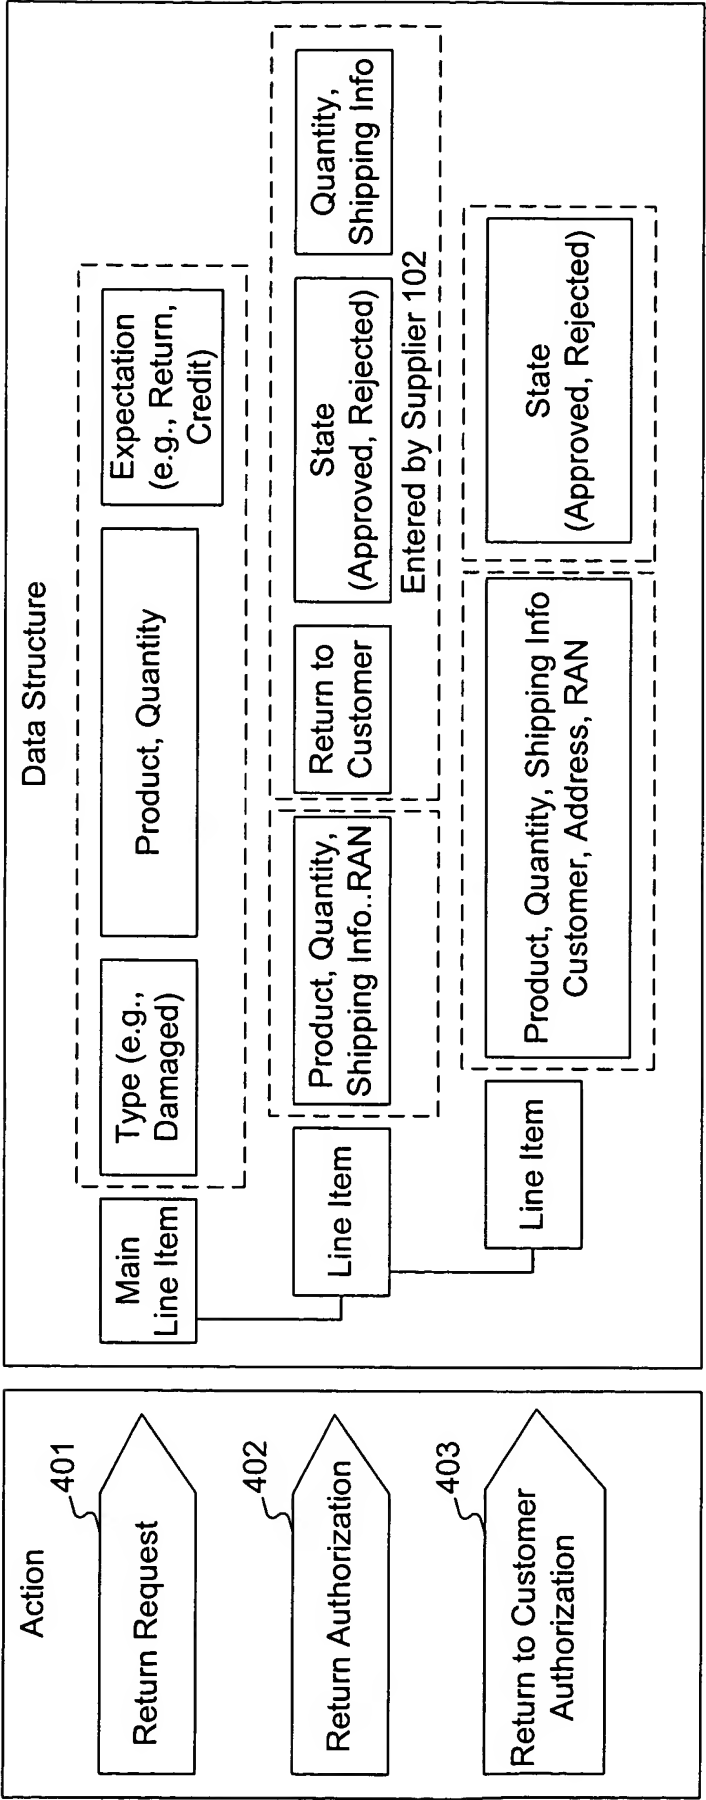 Action
Data Structure
401
Return Request
Main
Line Item
Type (e.g.,
Damaged)
Product, Quantity
Expectation
(e.g., Return,
Credit)
402
Return Authorization
Line Item
Product, Quantity,
Shipping Info..RAN
Return to
Customer
State
(Approved, Rejected)
Quantity,
Shipping Info
Entered by Supplier 102
403
Return to Customer
Authorization
Line Item
Product, Quantity, Shipping Info
Customer, Address, RAN
State
(Approved, Rejected)